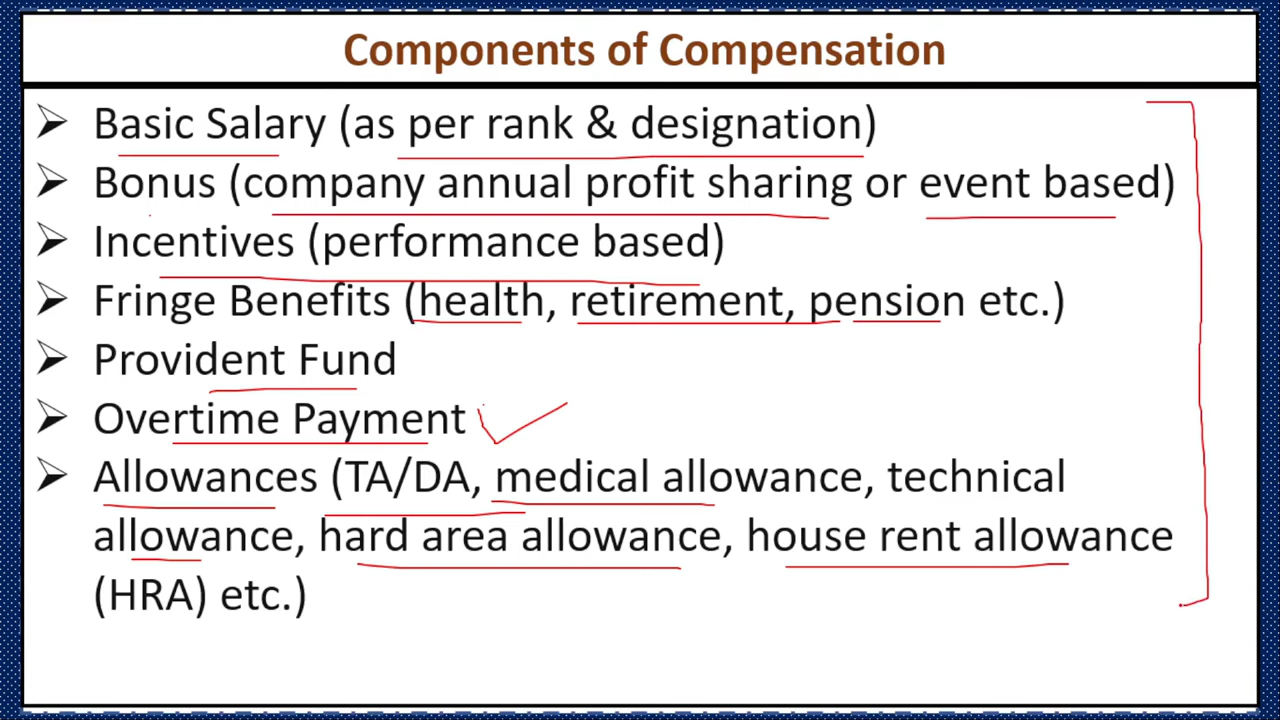 Components of Compensation
➢ Basic Salary (as per rank & designation)
➢ Bonus (company annual profit sharing or event based)
➢ Incentives (performance based)
➢ Fringe Benefits (health, retirement, pension etc.)
➢ Provident Fund
➢ Overtime Payment
➢ Allowances (TA/DA, medical allowance, technical
allowance, hard area allowance, house rent allowance
(HRA) etc.)